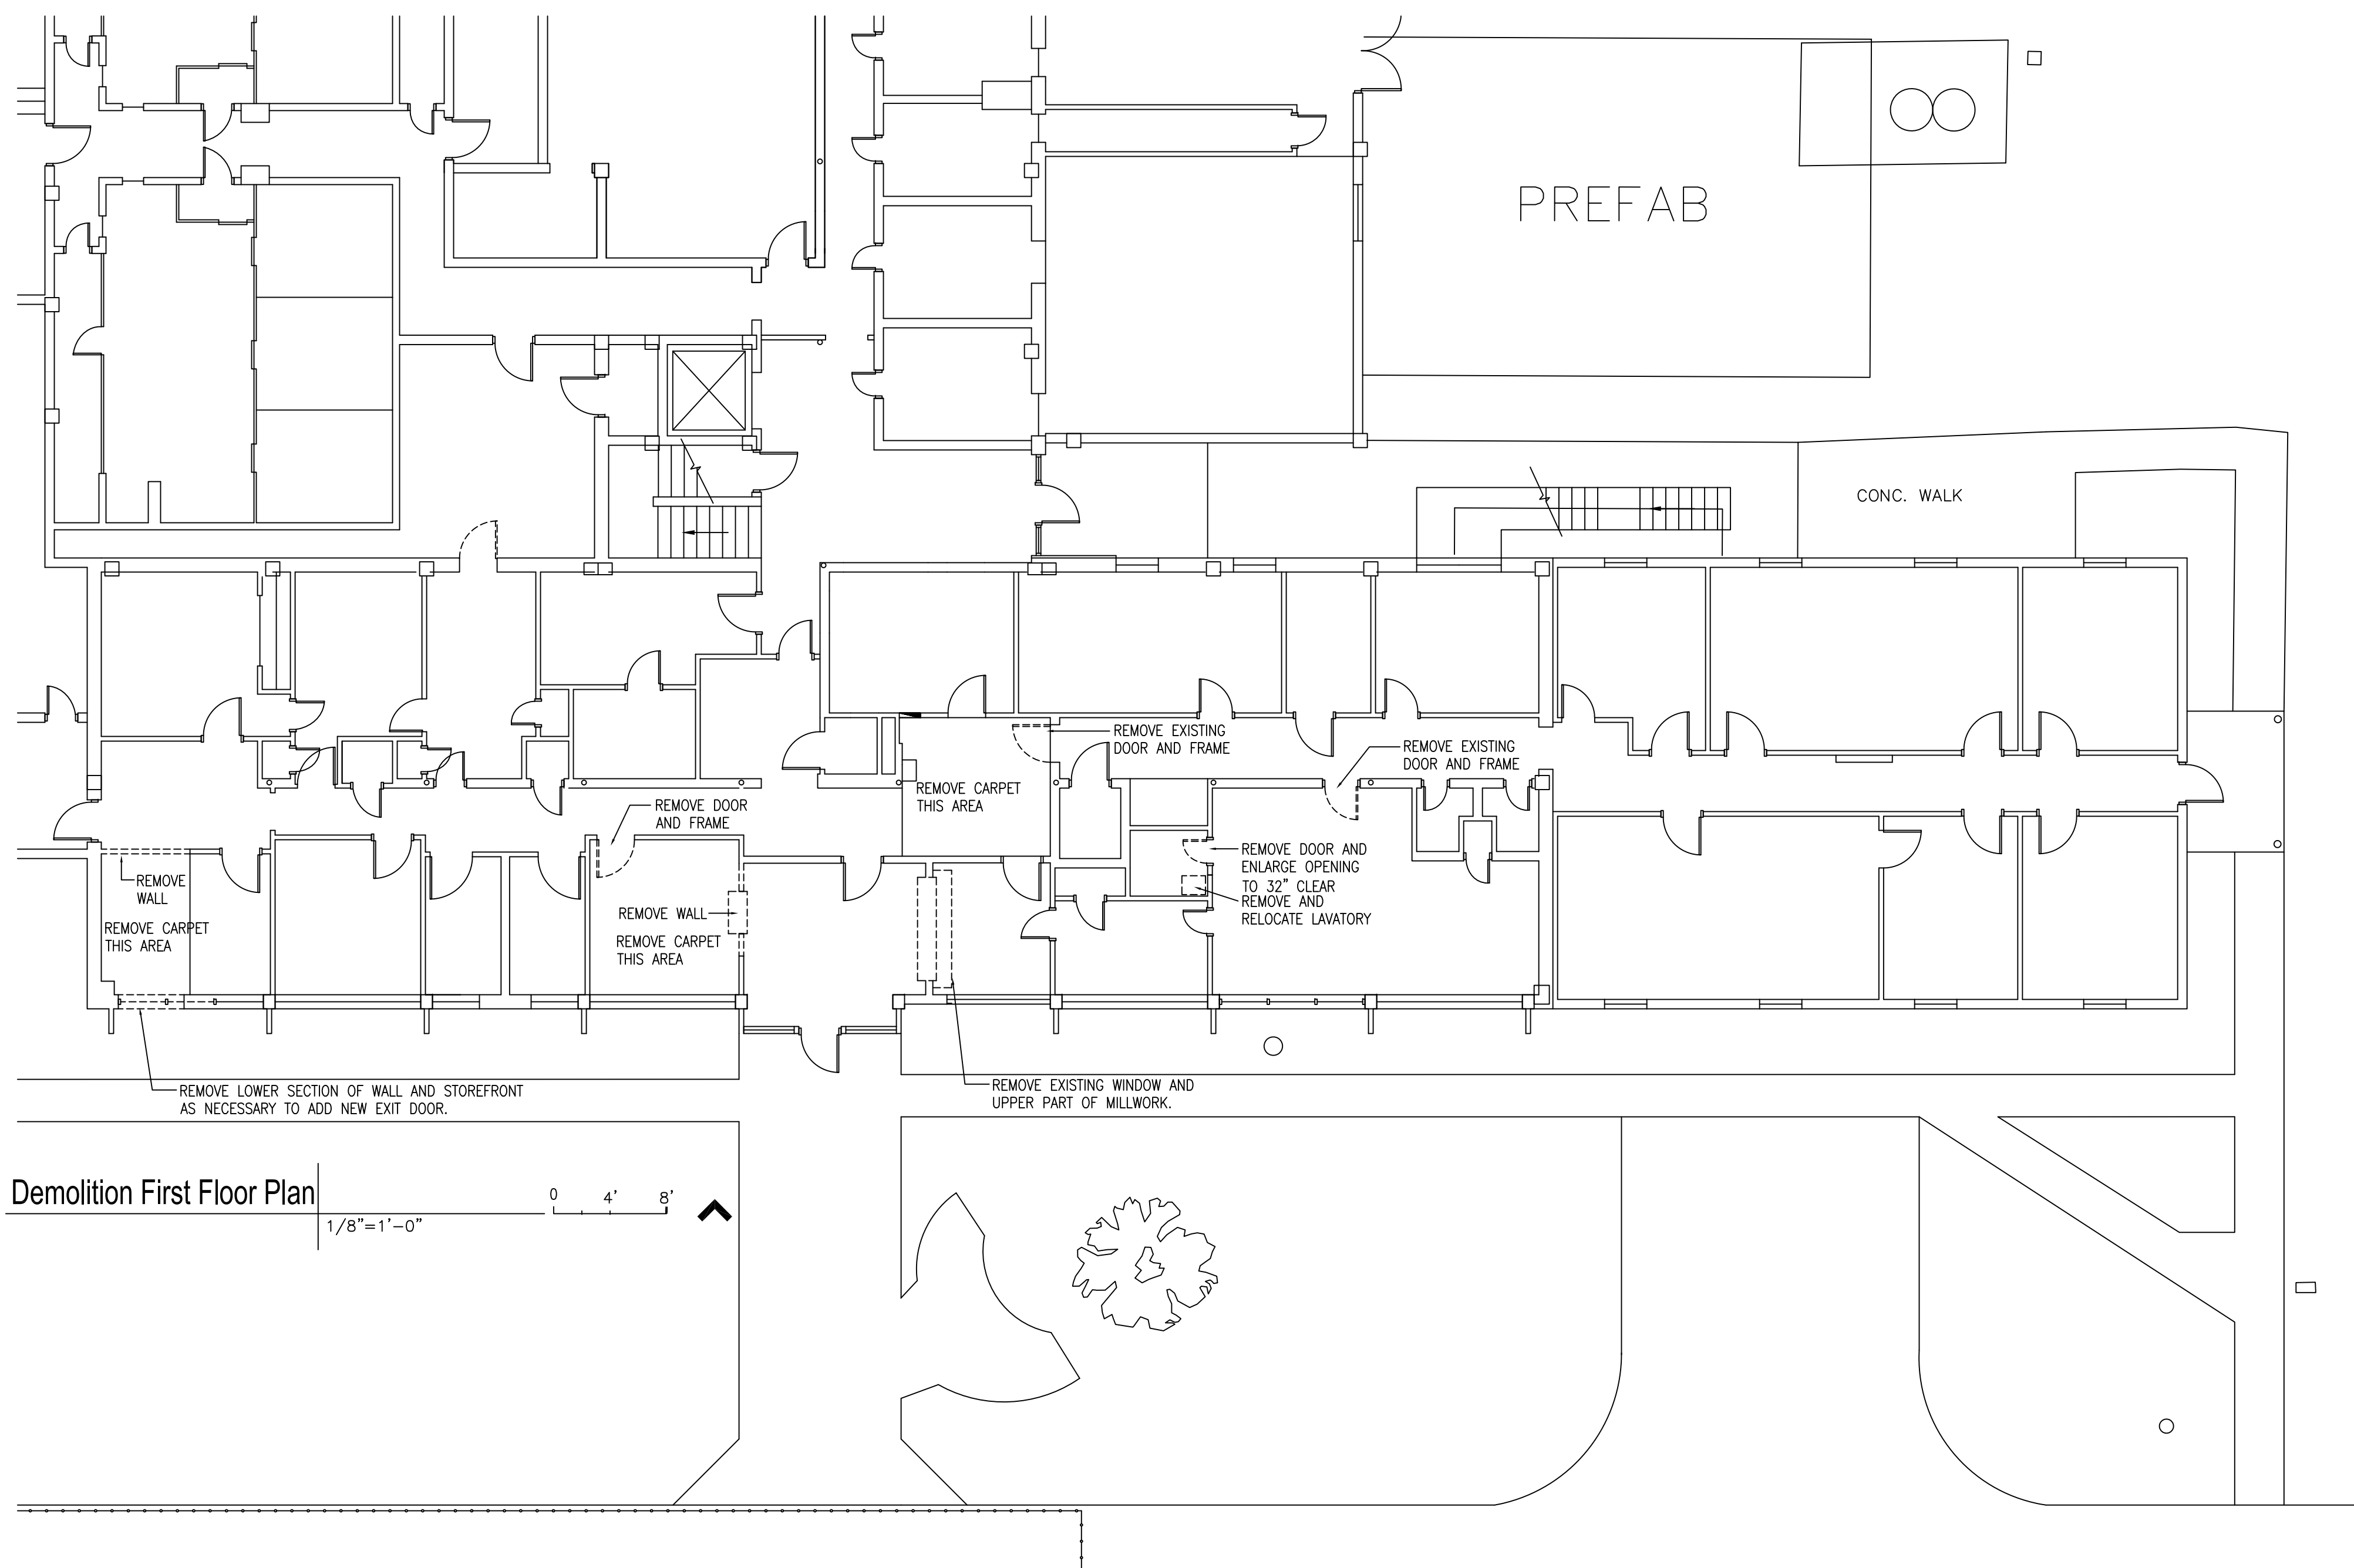 PREFAB
CONC. WALK
REMOVE EXISTING
DOOR AND FRAME
REMOVE EXISTING
DOOR AND FRAME
REMOVE CARPET
THIS AREA
REMOVE DOOR
AND FRAME
REMOVE DOOR AND
ENLARGE OPENING
TO 32" CLEAR
REMOVE AND
RELOCATE LAVATORY
REMOVE
WALL
REMOVE CARPET
THIS AREA
REMOVE WALL
REMOVE CARPET
THIS AREA
REMOVE LOWER SECTION OF WALL AND STOREFRONT
AS NECESSARY TO ADD NEW EXIT DOOR.
REMOVE EXISTING WINDOW AND
UPPER PART OF MILLWORK.
Demolition First Floor Plan
1/8"=1'-0"
0 4' 8'